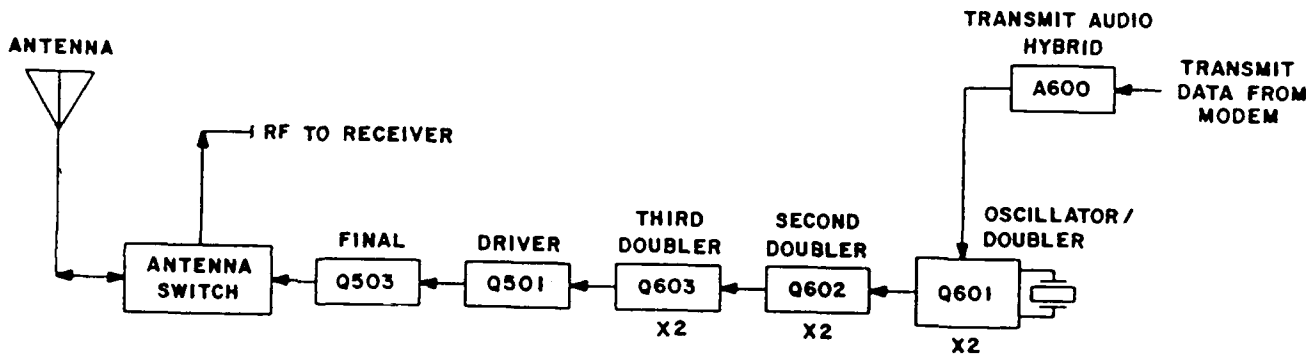 TRANSMIT AUDIO
HYBRID
A600
TRANSMIT
DATA FROM
MODEM
ANTENNA
RF TO RECEIVER
ANTENNA
SWITCH
FINAL
Q503
DRIVER
Q501
THIRD
DOUBLER
Q603
X2
SECOND
DOUBLER
Q602
X2
OSCILLATOR/
DOUBLER
Q601
X2